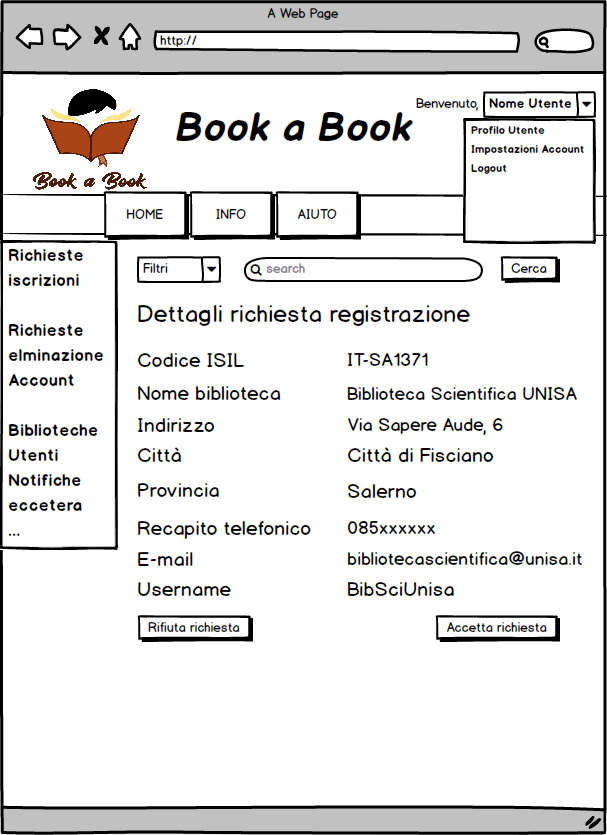 A Web Page
http://
Benvenuto, Nome Utente
Book a Book
Profilo Utente
Impostazioni Account
Logout
Book a Book
HOME
INFO
AIUTO
Richieste
iscrizioni
Richieste
elminazione
Account
Biblioteche
Utenti
Notifiche
eccetera
...
Filtri
search
Cerca
Dettagli richiesta registrazione
Codice ISIL IT-SA1371
Nome biblioteca Biblioteca Scientifica UNISA
Indirizzo Via Sapere Aude, 6
Città Città di Fisciano
Provincia Salerno
Recapito telefonico 085xxxxxx
E-mail bibliotecascientifica@unisa.it
Username BibSciUnisa
Rifiuta richiesta
Accetta richiesta